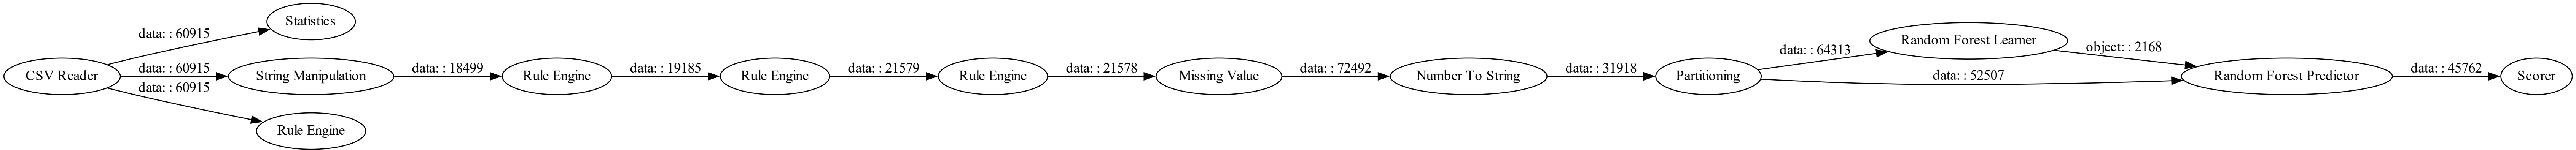 Statistics
data: : 60915
CSV Reader
data: : 60915
String Manipulation
data: : 18499
Rule Engine
data: : 19185
Rule Engine
data: : 21579
Rule Engine
data: : 21578
Missing Value
data: : 72492
Number To String
data: : 31918
Partitioning
data: : 64313
Random Forest Learner
object: : 2168
data: : 52507
Random Forest Predictor
data: : 45762
Scorer
data: : 60915
Rule Engine